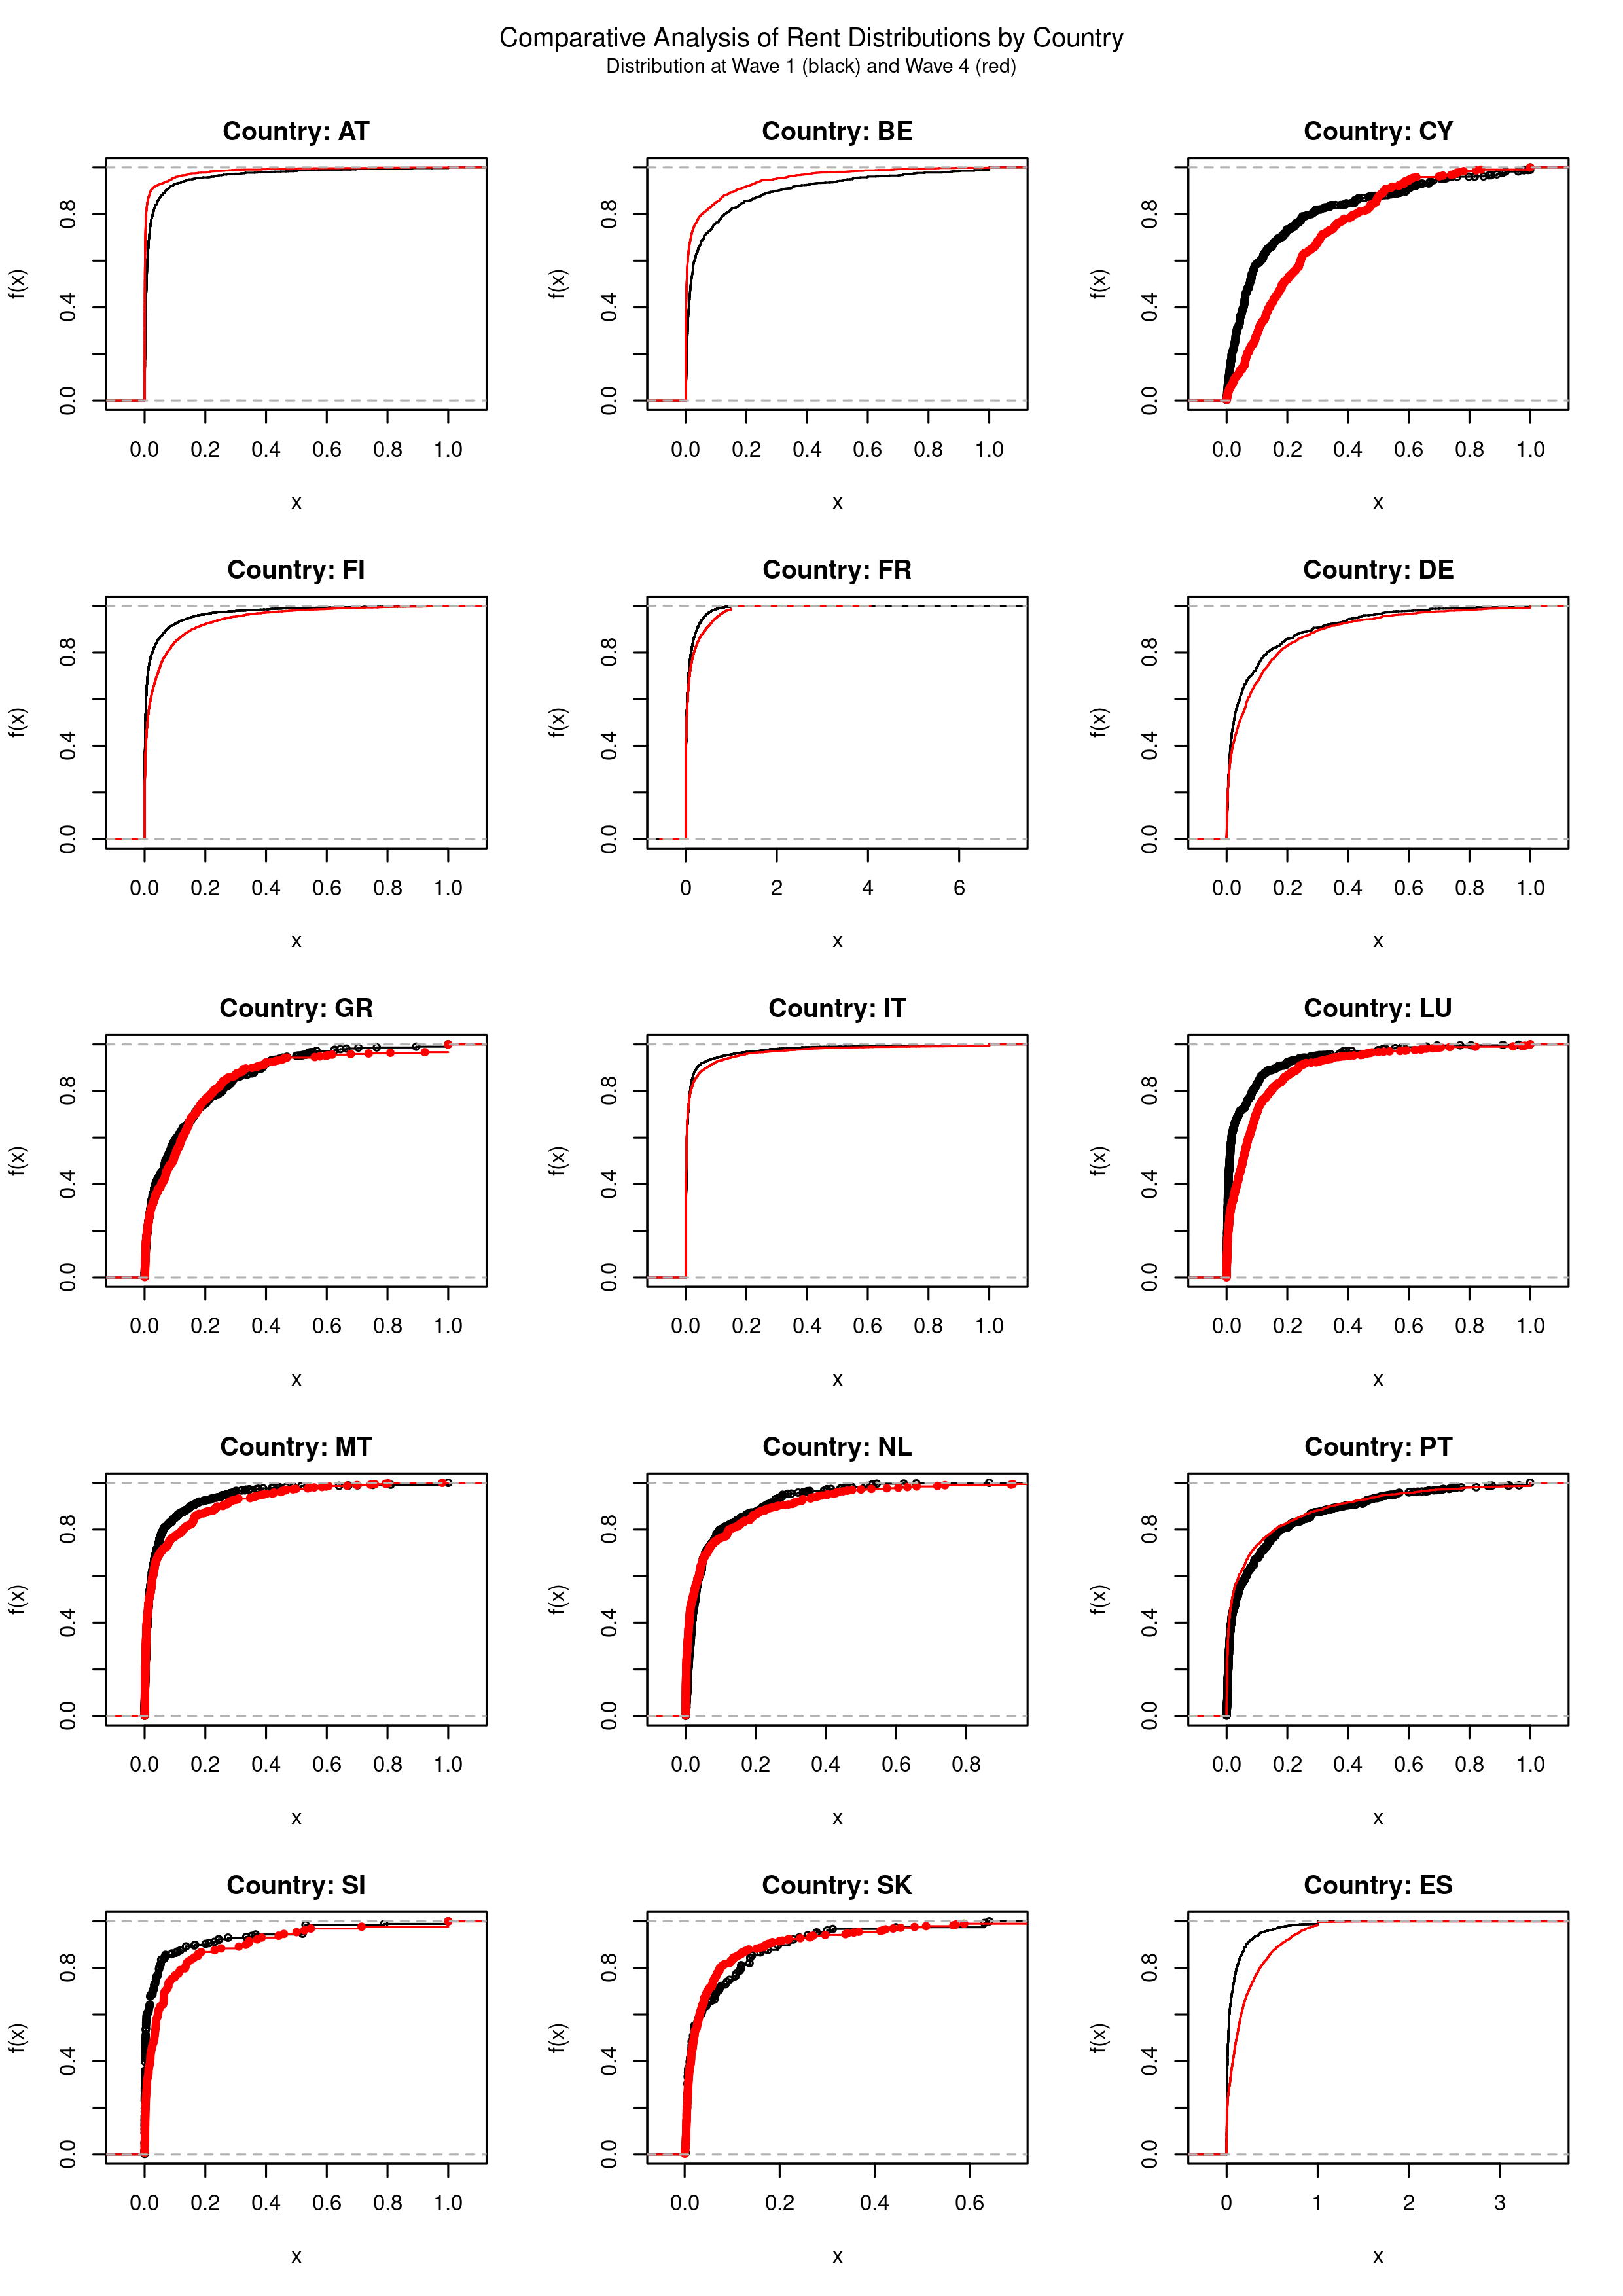 Comparative Analysis of Rent Distributions by Country
Distribution at Wave 1 (black) and Wave 4 (red)
Country: AT
f(x)
0.0 0.4 0.8
0.0 0.2 0.4 0.6 0.8 1.0
x
Country: BE
f(x)
0.0 0.4 0.8
0.0 0.2 0.4 0.6 0.8 1.0
x
Country: CY
f(x)
0.0 0.4 0.8
0.0 0.2 0.4 0.6 0.8 1.0
x
Country: FI
f(x)
0.0 0.4 0.8
0.0 0.2 0.4 0.6 0.8 1.0
x
Country: FR
f(x)
0.0 0.4 0.8
0 2 4 6
x
Country: DE
f(x)
0.0 0.4 0.8
0.0 0.2 0.4 0.6 0.8 1.0
x
Country: GR
f(x)
0.0 0.4 0.8
0.0 0.2 0.4 0.6 0.8 1.0
x
Country: IT
f(x)
0.0 0.4 0.8
0.0 0.2 0.4 0.6 0.8 1.0
x
Country: LU
f(x)
0.0 0.4 0.8
0.0 0.2 0.4 0.6 0.8 1.0
x
Country: MT
f(x)
0.0 0.4 0.8
0.0 0.2 0.4 0.6 0.8 1.0
x
Country: NL
f(x)
0.0 0.4 0.8
0.0 0.2 0.4 0.6 0.8
x
Country: PT
f(x)
0.0 0.4 0.8
0.0 0.2 0.4 0.6 0.8 1.0
x
Country: SI
f(x)
0.0 0.4 0.8
0.0 0.2 0.4 0.6 0.8 1.0
x
Country: SK
f(x)
0.0 0.4 0.8
0.0 0.2 0.4 0.6
x
Country: ES
f(x)
0.0 0.4 0.8
0 1 2 3
x